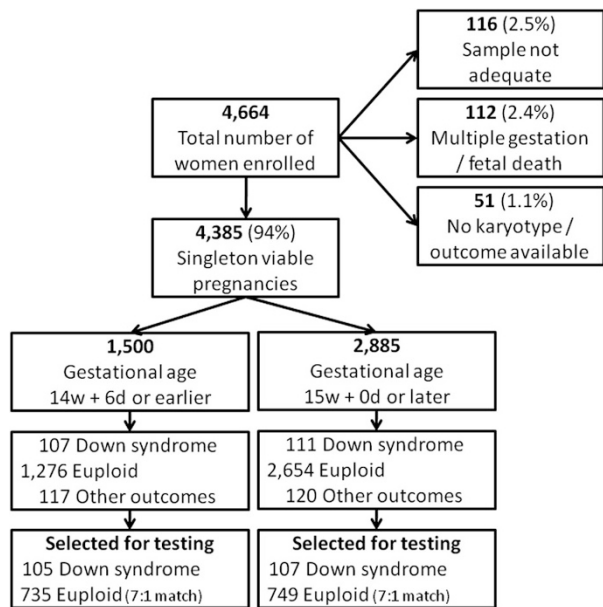 116 (2.5%)
Sample not
adequate
4,664
Total number of
women enrolled
112 (2.4%)
Multiple gestation
/ fetal death
51 (1.1%)
No karyotype /
outcome available
4,385 (94%)
Singleton viable
pregnancies
1,500
Gestational age
14w + 6d or earlier
2,885
Gestational age
15w + 0d or later
107 Down syndrome
1,276 Euploid
117 Other outcomes
111 Down syndrome
2,654 Euploid
120 Other outcomes
Selected for testing
105 Down syndrome
735 Euploid (7:1 match)
Selected for testing
107 Down syndrome
749 Euploid (7:1 match)